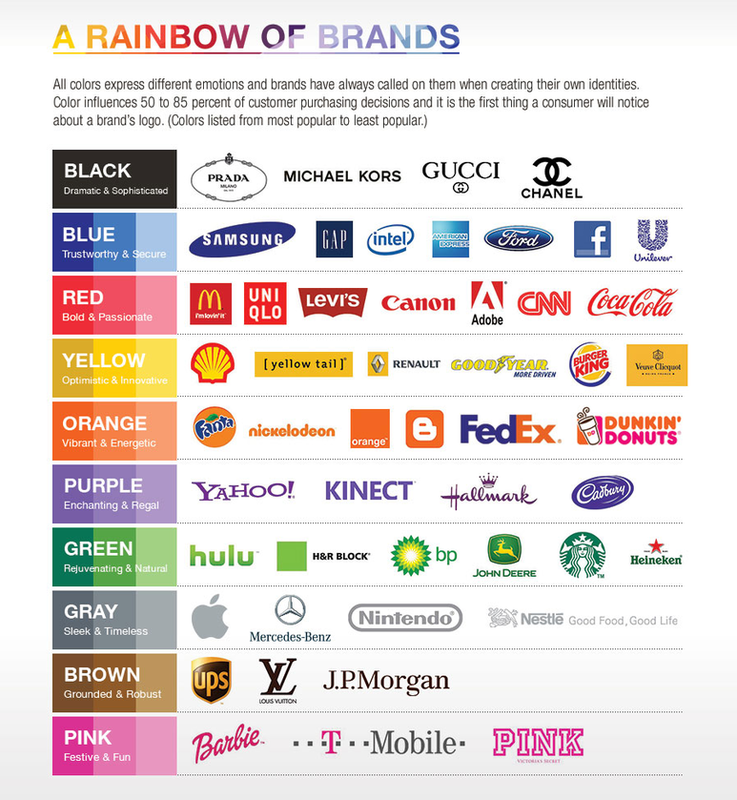 A RAINBOW OF BRANDS
All colors express different emotions and brands have always called on them when creating their own identities.
Color influences 50 to 85 percent of customer purchasing decisions and it is the first thing a consumer will notice
about a brand's logo. (Colors listed from most popular to least popular.)
BLACK
Dramatic & Sophisticated
PRADA
MILANO
MICHAEL KORS
GUCCI
CHANEL
BLUE
Trustworthy & Secure
SAMSUNG
GAP
intel
AMERICAN
EXPRESS
Ford
f
Unilever
RED
Bold & Passionate
M
i'm lovin' it
UNI
QLO
LEVI'S
Canon
Adobe
CNN
Coca-Cola
YELLOW
Optimistic & Innovative
[ yellow tail ]®
RENAULT
GOODYEAR
MORE DRIVEN
BURGER
KING
Veuve Clicquot
ORANGE
Vibrant & Energetic
Fanta
nickelodeon
orange™
B
FedEx®
DD
DUNKIN'
DONUTS
PURPLE
Enchanting & Regal
YAHOO!
KINECT
Hallmark
Cadbury
GREEN
Rejuvenating & Natural
hulu
H&R BLOCK®
bp
JOHN DEERE
TM
Heineken
GRAY
Sleek & Timeless
Mercedes-Benz
Nintendo®
Nestlē Good Food, Good Life
BROWN
Grounded & Robust
ups
LV
LOUIS VUITTON
J.P.Morgan
PINK
Festive & Fun
Barbie™
T··Mobile·
PINK
VICTORIA'S SECRET